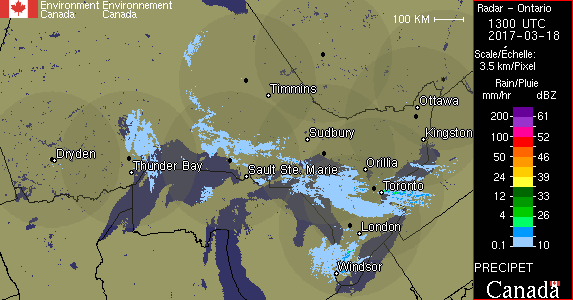 Environment Environnement
Canada Canada
100 KM
Timmins
Ottawa
Sudbury
Kingston
Dryden
Thunder Bay
Sault Ste. Marie
Orillia
Toronto
London
Windsor
Radar - Ontario
1300 UTC
2017-03-18
Scale/Échelle:
3.5 km/Pixel
Rain/Pluie
mm/hr dBZ
200 61
100 52
50 46
24 39
12 33
4 26
0.1 10
PRECIPET
Canada